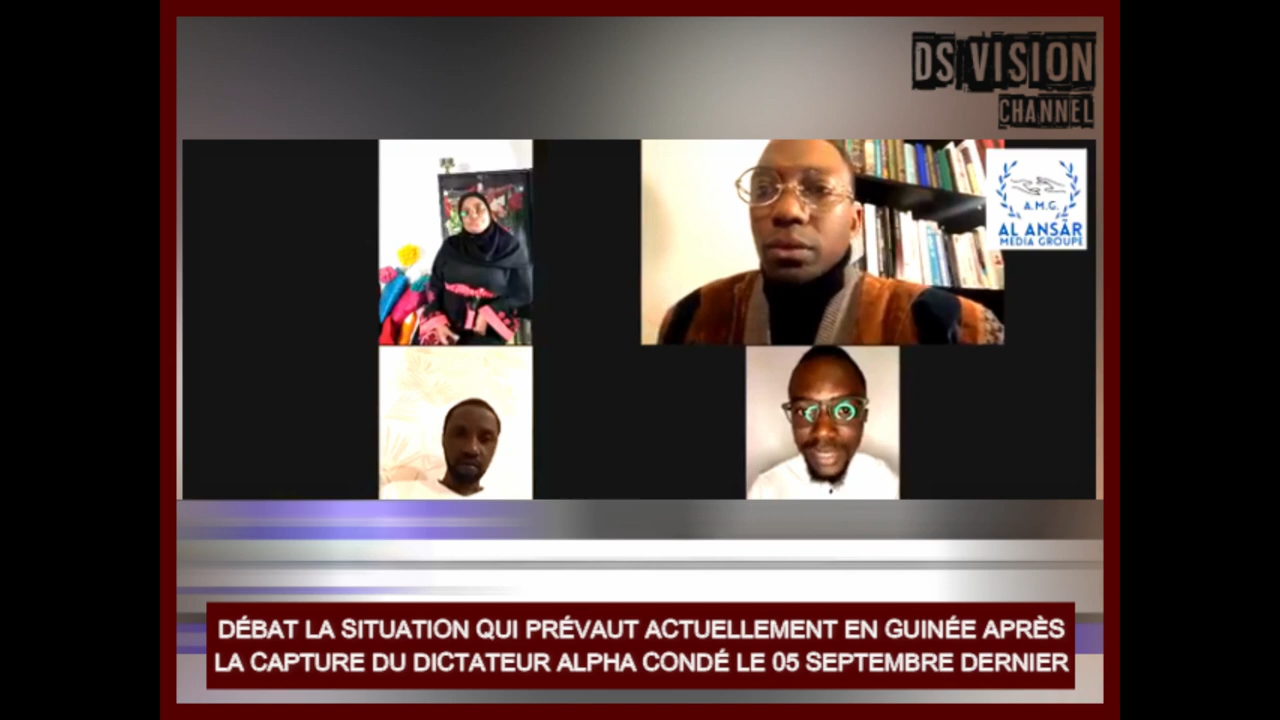 DS VISION
CHANNEL
A.M.G.
AL ANSĀR
MEDIA GROUPE
DÉBAT LA SITUATION QUI PRÉVAUT ACTUELLEMENT EN GUINÉE APRÈS
LA CAPTURE DU DICTATEUR ALPHA CONDÉ LE 05 SEPTEMBRE DERNIER